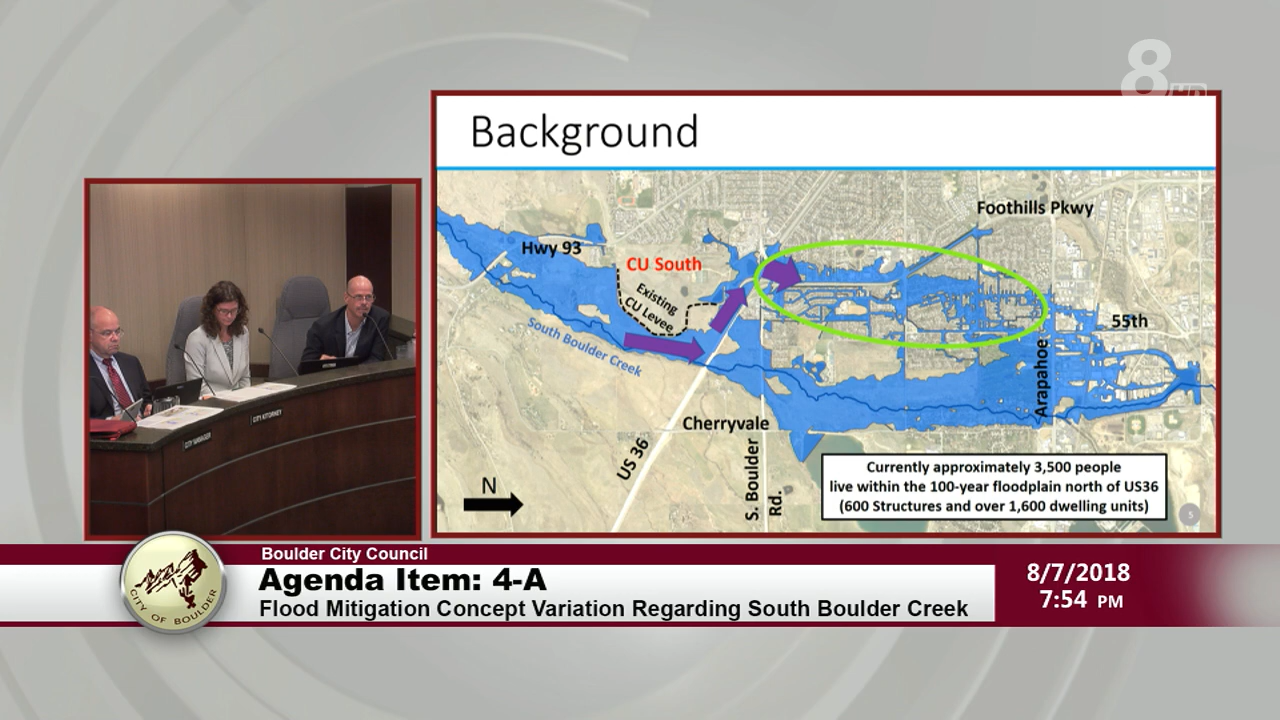 8
HD
Background
Foothills Pkwy
Hwy 93
CU South
Existing
CU Levee
South Boulder Creek
55th
Arapahoe
Cherryvale
US 36
S. Boulder
Rd.
N
Currently approximately 3,500 people
live within the 100-year floodplain north of US36
(600 Structures and over 1,600 dwelling units)
5
CITY MANAGER
CITY ATTORNEY
Boulder City Council
Agenda Item: 4-A
Flood Mitigation Concept Variation Regarding South Boulder Creek
8/7/2018
7:54 PM
CITY OF BOULDER